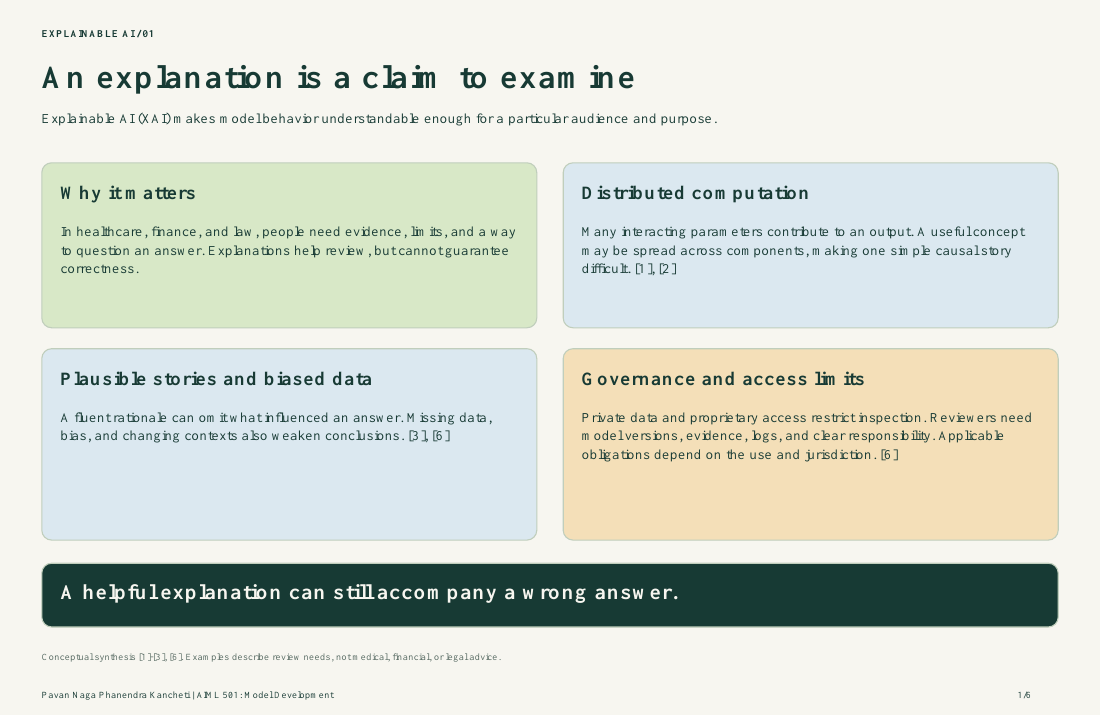 EXPLAINABLE AI/01
An explanation is a claim to examine
Explainable AI (XAI) makes model behavior understandable enough for a particular audience and purpose.
Why it matters
In healthcare, finance, and law, people need evidence, limits, and a way
to question an answer. Explanations help review, but cannot guarantee
correctness.
Distributed computation
Many interacting parameters contribute to an output. A useful concept
may be spread across components, making one simple causal story
difficult. [1], [2]
Plausible stories and biased data
A fluent rationale can omit what influenced an answer. Missing data,
bias, and changing contexts also weaken conclusions. [3], [6]
Governance and access limits
Private data and proprietary access restrict inspection. Reviewers need
model versions, evidence, logs, and clear responsibility. Applicable
obligations depend on the use and jurisdiction. [6]
A helpful explanation can still accompany a wrong answer.
Conceptual synthesis [1]-[3], [6]. Examples describe review needs, not medical, financial, or legal advice.
Pavan Naga Phanendra Kancheti | AIML 501: Model Development
1/6